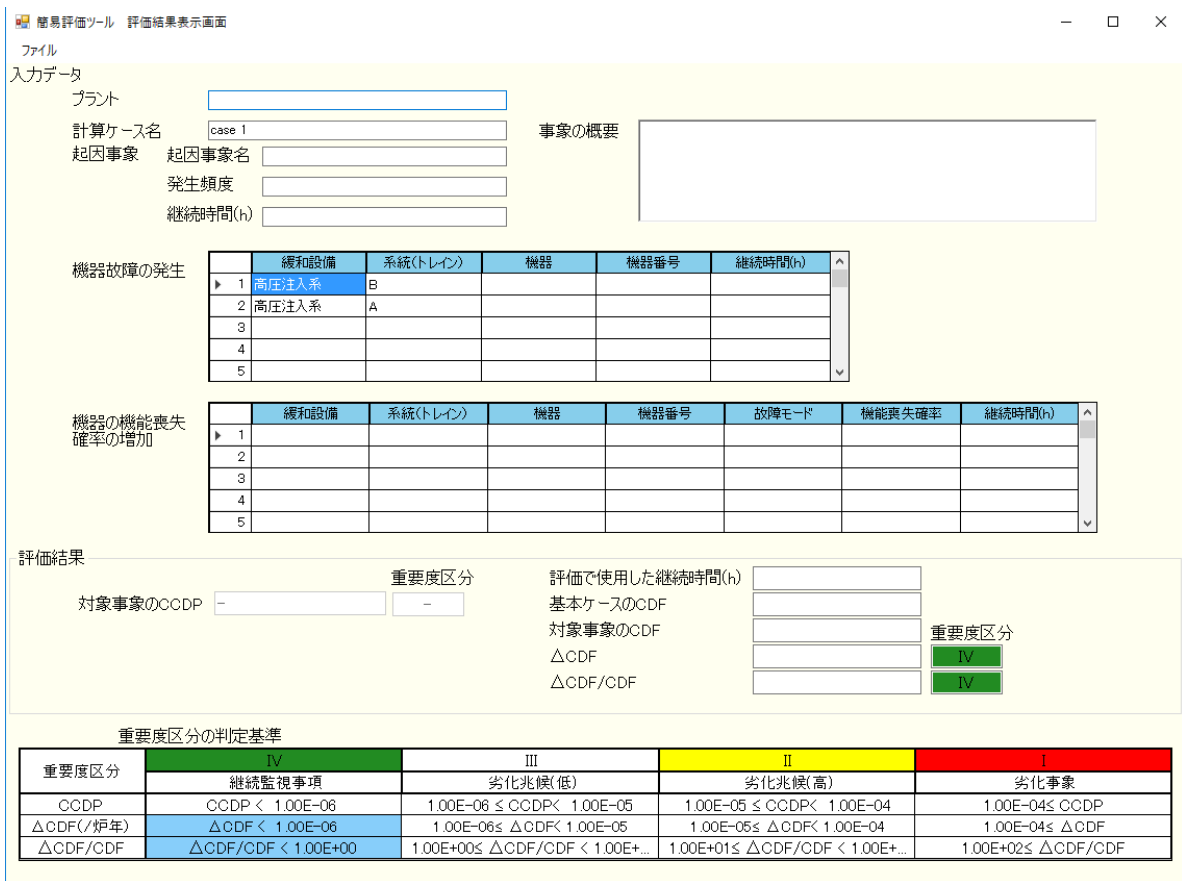 簡易評価ツール 評価結果表示画面
ファイル
入力データ
プラント
計算ケース名 case 1 事象の概要
起因事象 起因事象名
発生頻度
継続時間(h)
機器故障の発生
緩和設備 系統(トレイン) 機器 機器番号 継続時間(h)
1 高圧注入系 B
2 高圧注入系 A
3
4
5
機器の機能喪失
確率の増加
緩和設備 系統(トレイン) 機器 機器番号 故障モード 機能喪失確率 継続時間(h)
1
2
3
4
5
評価結果
重要度区分 評価で使用した継続時間(h)
対象事象のCCDP - - 基本ケースのCDF
対象事象のCDF 重要度区分
△CDF IV
△CDF/CDF IV
重要度区分の判定基準
重要度区分 IV III II I
継続監視事項 劣化兆候(低) 劣化兆候(高) 劣化事象
CCDP CCDP < 1.00E-06 1.00E-06 ≤ CCDP< 1.00E-05 1.00E-05 ≤ CCDP< 1.00E-04 1.00E-04≤ CCDP
△CDF(/炉年) △CDF < 1.00E-06 1.00E-06≤ △CDF< 1.00E-05 1.00E-05≤ △CDF< 1.00E-04 1.00E-04≤ △CDF
△CDF/CDF △CDF/CDF < 1.00E+00 1.00E+00≤ △CDF/CDF < 1.00E+... 1.00E+01≤ △CDF/CDF < 1.00E+... 1.00E+02≤ △CDF/CDF